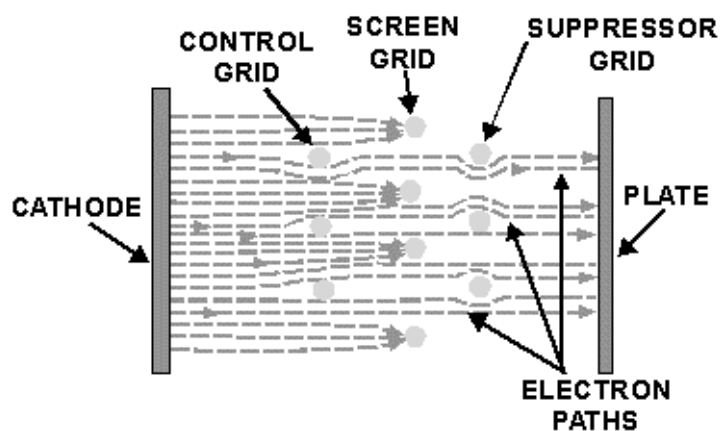 CONTROL
GRID
SCREEN
GRID
SUPPRESSOR
GRID
CATHODE
PLATE
ELECTRON
PATHS